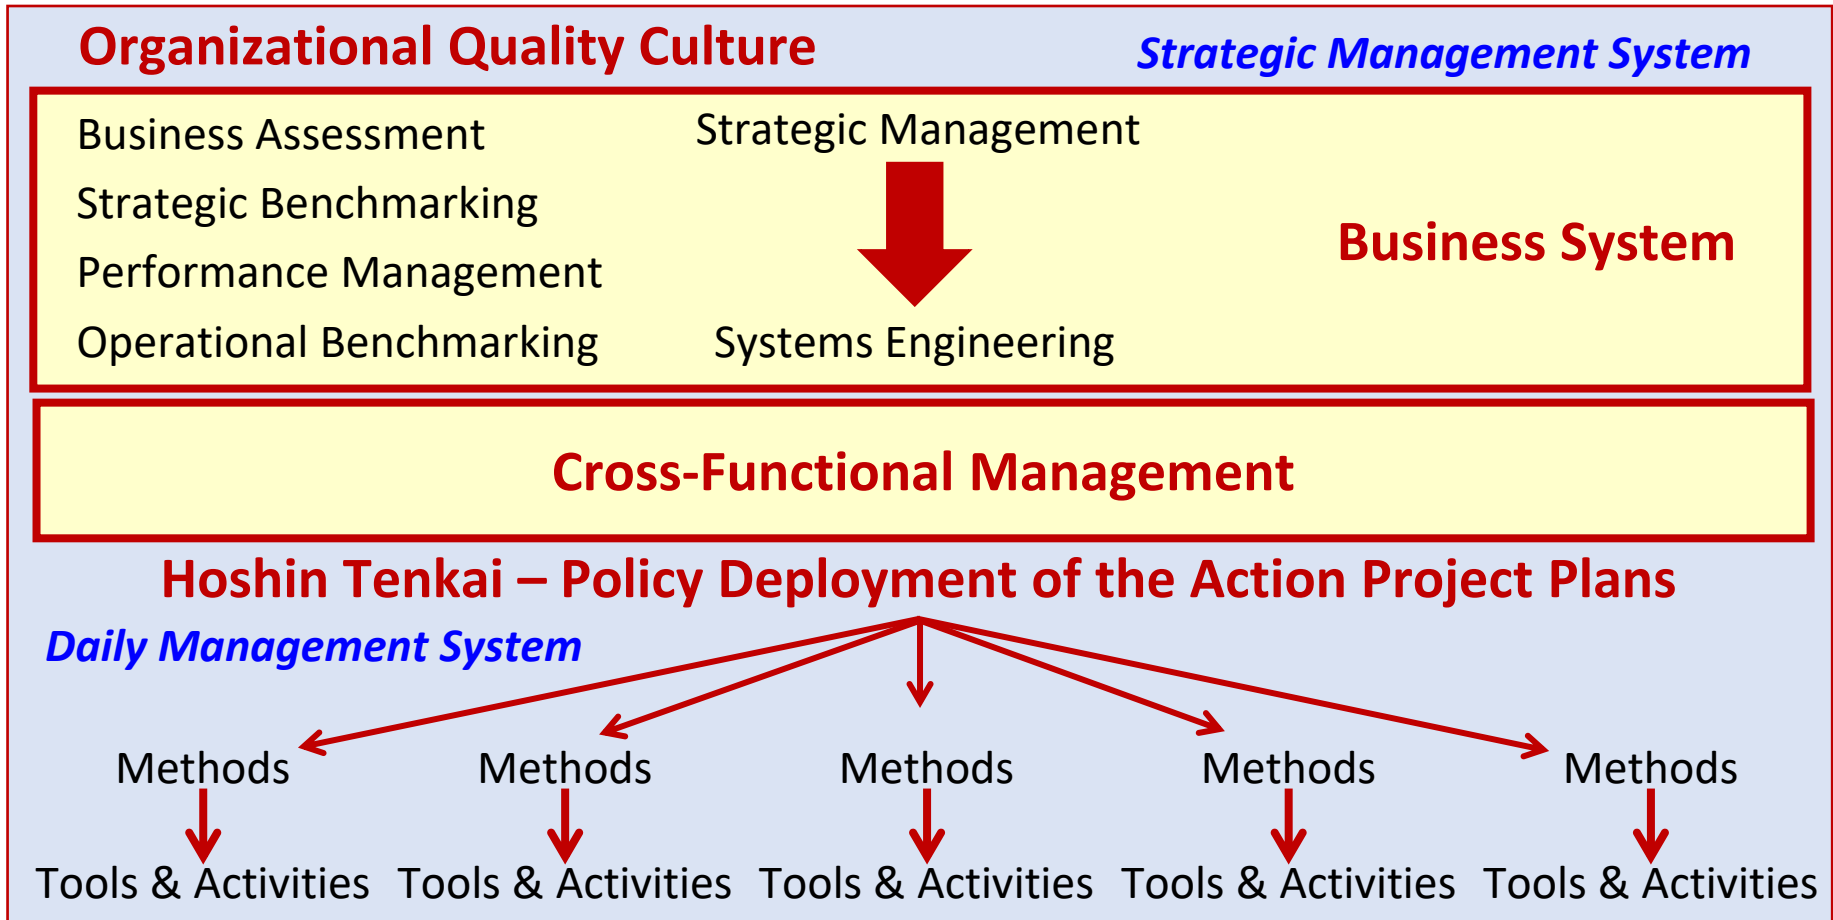 Organizational Quality Culture
Strategic Management System
Business Assessment
Strategic Benchmarking
Performance Management
Operational Benchmarking
Strategic Management
Systems Engineering
Business System
Cross-Functional Management
Hoshin Tenkai – Policy Deployment of the Action Project Plans
Daily Management System
Methods Methods Methods Methods Methods
Tools & Activities Tools & Activities Tools & Activities Tools & Activities Tools & Activities